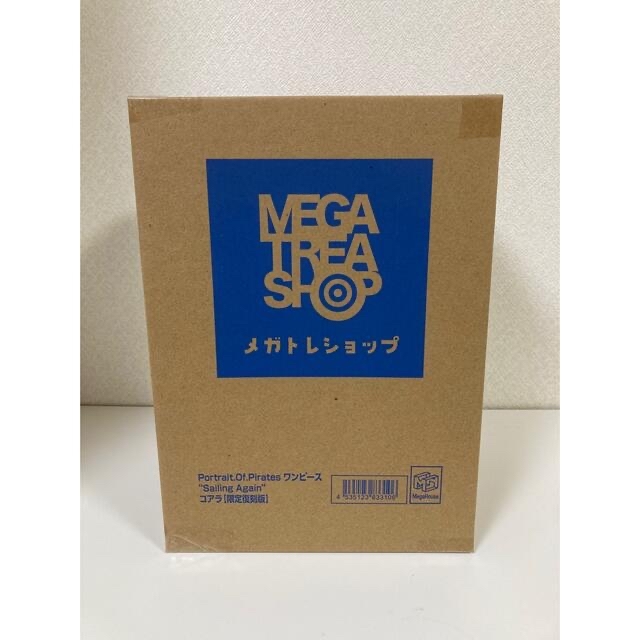 MEGA
TREA
SHOP
メガトレショップ
Portrait.Of.Pirates ワンピース
"Sailing Again"
コアラ【限定復刻版】
4 535123 833106
MegaHouse